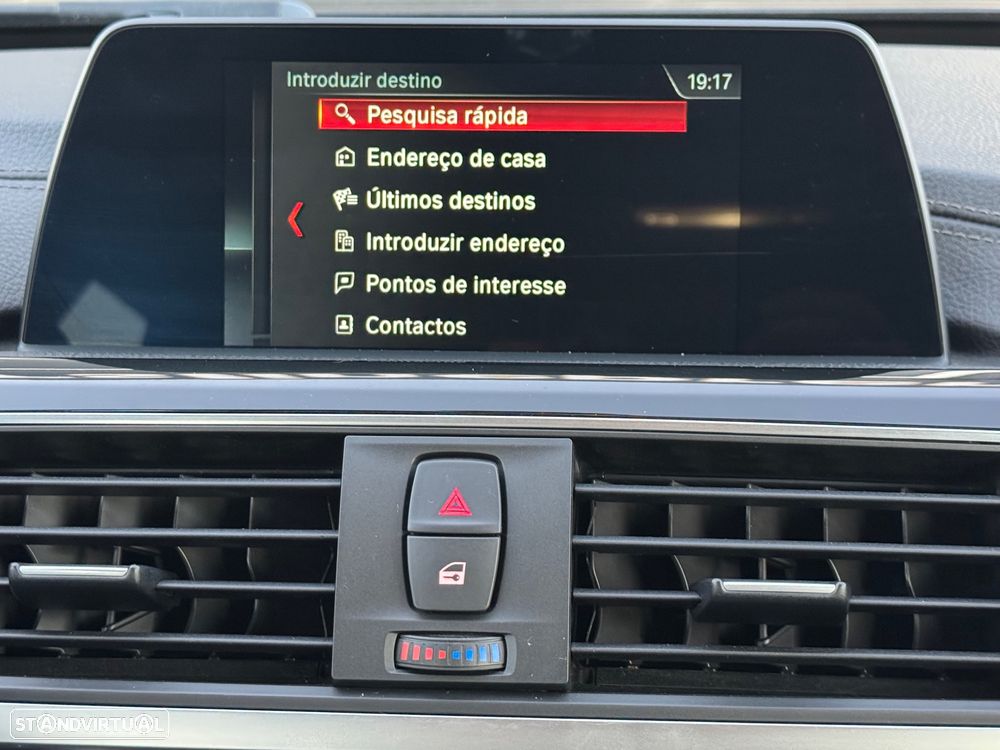 Introduzir destino
19:17
Pesquisa rápida
Endereço de casa
Últimos destinos
Introduzir endereço
Pontos de interesse
Contactos
STANDVIRTUAL